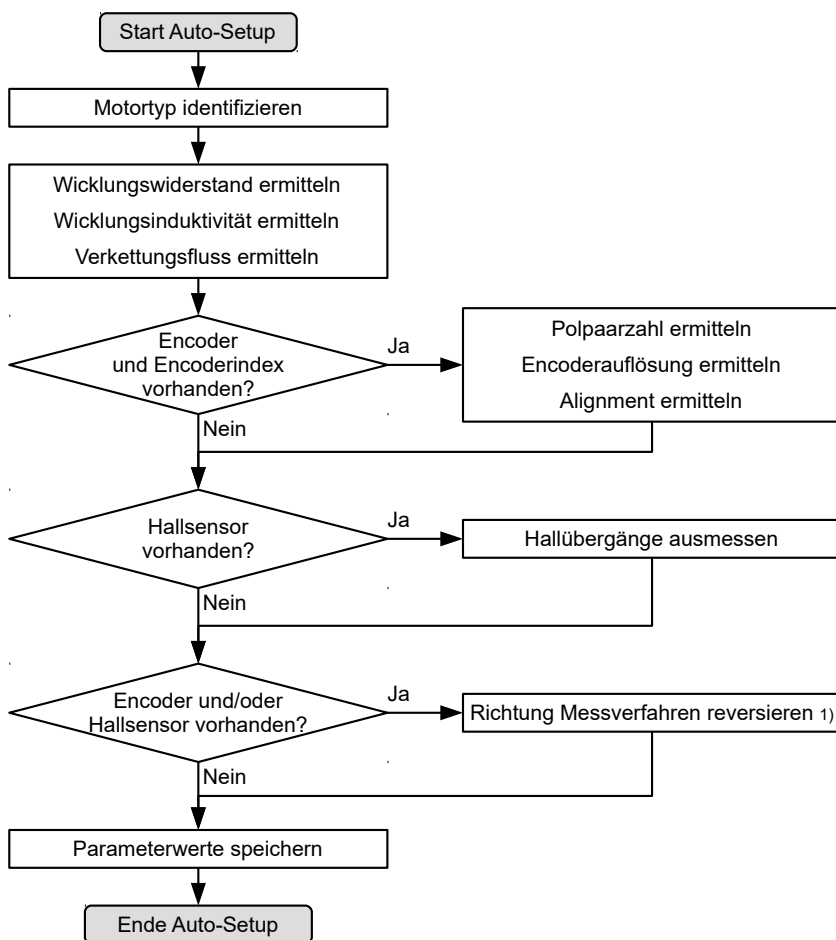 Start Auto-Setup
Motortyp identifizieren
Wicklungswiderstand ermitteln
Wicklungsinduktivität ermitteln
Verkettungsfluss ermitteln
Encoder
und Encoderindex
vorhanden?
Ja
Polpaarzahl ermitteln
Encoderauflösung ermitteln
Alignment ermitteln
Nein
Hallsensor
vorhanden?
Ja
Hallübergänge ausmessen
Nein
Encoder und/oder
Hallsensor vorhanden?
Ja
Richtung Messverfahren reversieren 1)
Nein
Parameterwerte speichern
Ende Auto-Setup